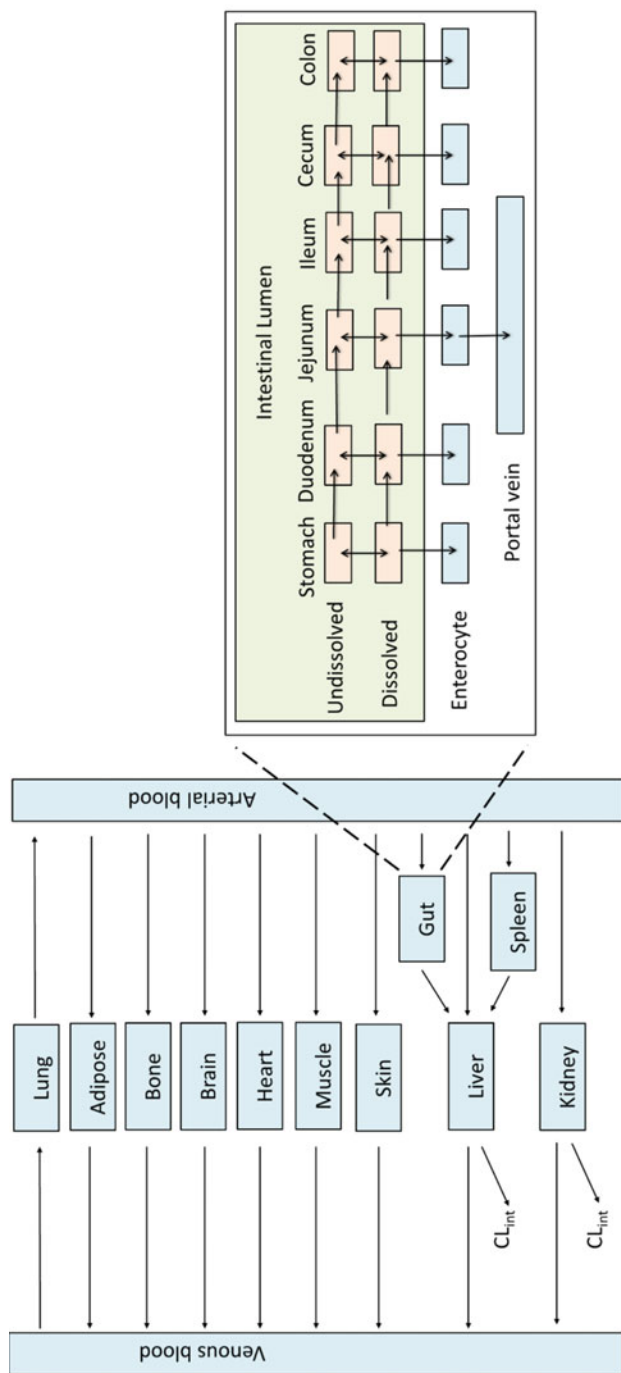 Venous blood
Arterial blood
Lung
Adipose
Bone
Brain
Heart
Muscle
Skin
Gut
Liver
Spleen
Kidney
CLint
CLint
Intestinal Lumen
Stomach Duodenum Jejunum Ileum Cecum Colon
Undissolved
Dissolved
Enterocyte
Portal vein